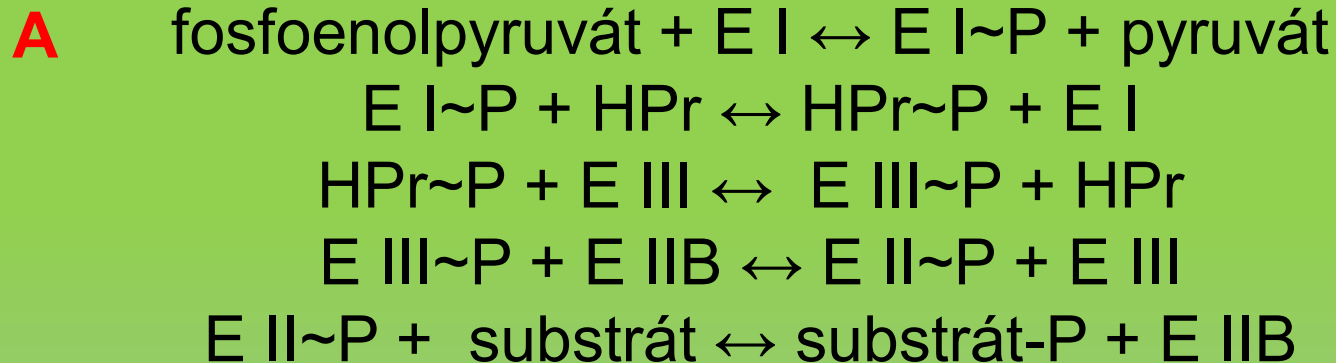 A fosfoenolpyruvát + E I ↔ E I~P + pyruvát
E I~P + HPr ↔ HPr~P + E I
HPr~P + E III ↔ E III~P + HPr
E III~P + E IIB ↔ E II~P + E III
E II~P + substrát ↔ substrát-P + E IIB